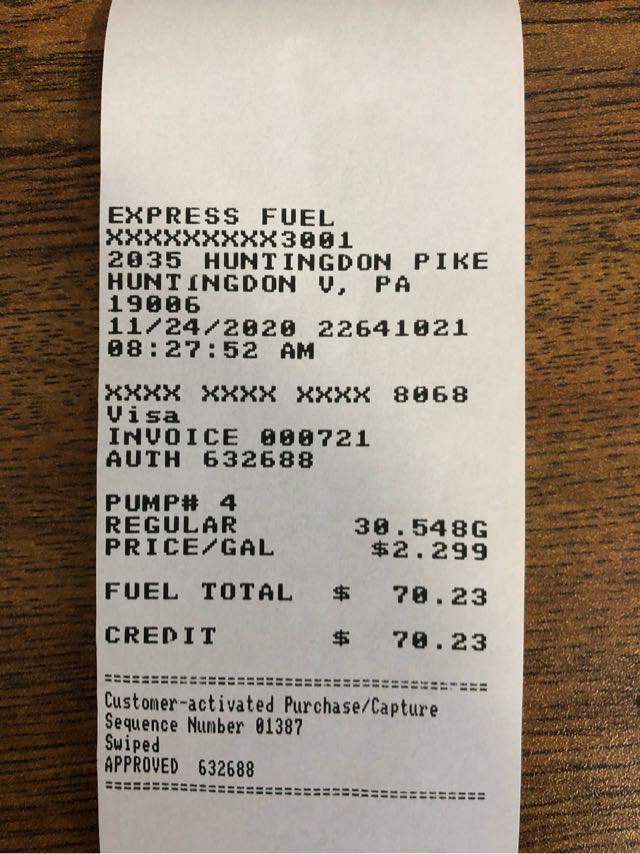 EXPRESS FUEL
XXXXXXXXX3001
2035 HUNTINGDON PIKE
HUNTINGDON V, PA
19006
11/24/2020 22641021
08:27:52 AM
XXXX XXXX XXXX 8068
Visa
INVOICE 000721
AUTH 632688
PUMP# 4
REGULAR 30.548G
PRICE/GAL $2.299
FUEL TOTAL $ 70.23
CREDIT $ 70.23
Customer-activated Purchase/Capture
Sequence Number 01387
Swiped
APPROVED 632688